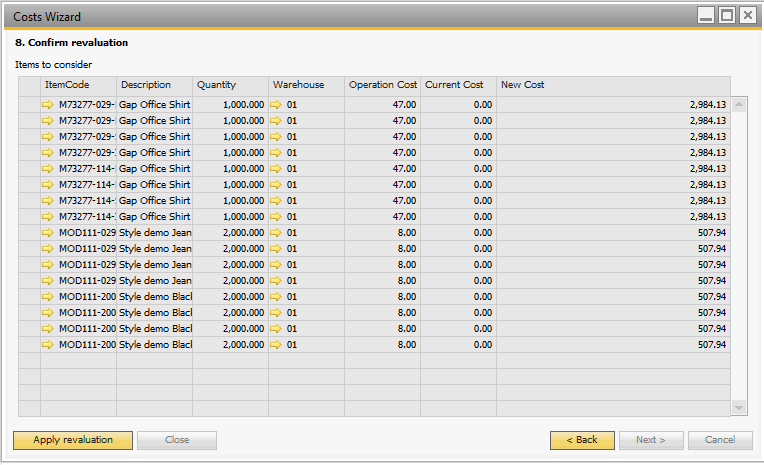 Costs Wizard
8. Confirm revaluation
Items to consider
ItemCode Description Quantity Warehouse Operation Cost Current Cost New Cost
M73277-029- Gap Office Shirt 1,000.000 01 47.00 0.00 2,984.13
M73277-029- Gap Office Shirt 1,000.000 01 47.00 0.00 2,984.13
M73277-029- Gap Office Shirt 1,000.000 01 47.00 0.00 2,984.13
M73277-029- Gap Office Shirt 1,000.000 01 47.00 0.00 2,984.13
M73277-114- Gap Office Shirt 1,000.000 01 47.00 0.00 2,984.13
M73277-114- Gap Office Shirt 1,000.000 01 47.00 0.00 2,984.13
M73277-114- Gap Office Shirt 1,000.000 01 47.00 0.00 2,984.13
M73277-114- Gap Office Shirt 1,000.000 01 47.00 0.00 2,984.13
MOD111-029 Style demo Jean 2,000.000 01 8.00 0.00 507.94
MOD111-029 Style demo Jean 2,000.000 01 8.00 0.00 507.94
MOD111-029 Style demo Jean 2,000.000 01 8.00 0.00 507.94
MOD111-029 Style demo Jean 2,000.000 01 8.00 0.00 507.94
MOD111-200 Style demo Black 2,000.000 01 8.00 0.00 507.94
MOD111-200 Style demo Black 2,000.000 01 8.00 0.00 507.94
MOD111-200 Style demo Black 2,000.000 01 8.00 0.00 507.94
MOD111-200 Style demo Black 2,000.000 01 8.00 0.00 507.94
Apply revaluation Close < Back Next > Cancel